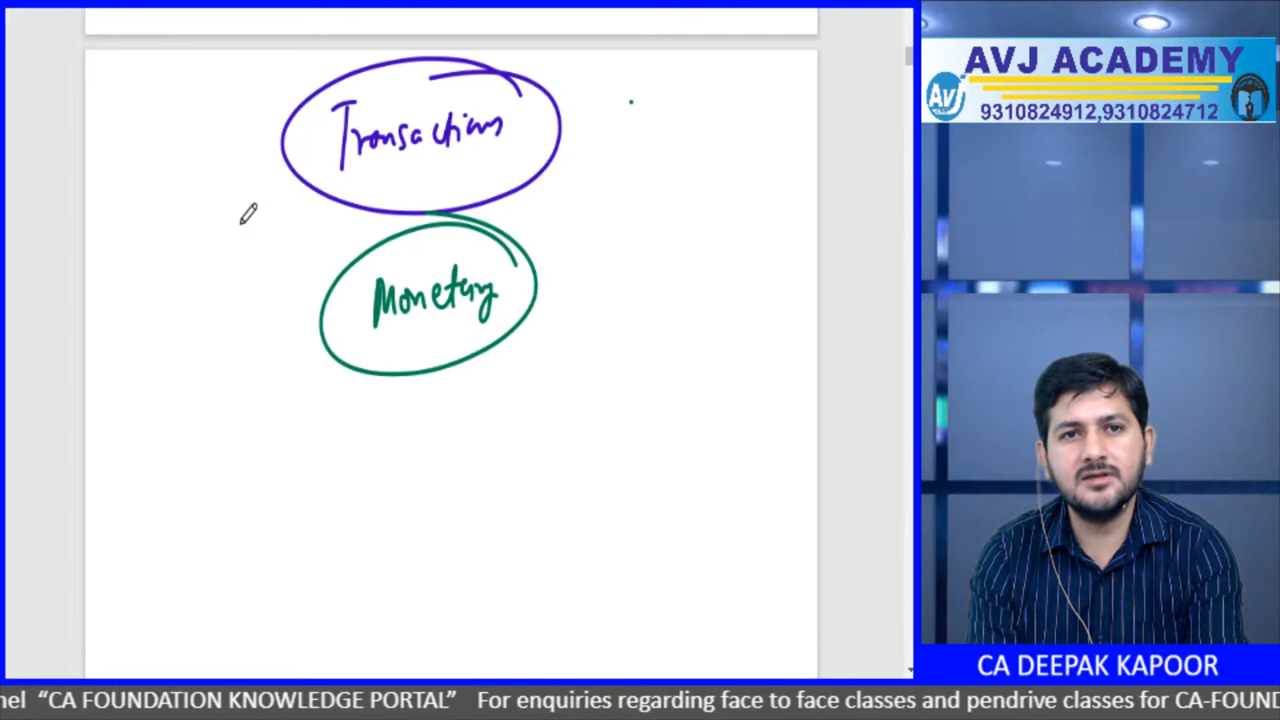 Transactions
Monetary
AVJ ACADEMY
AVJ
9310824912,9310824712
CA DEEPAK KAPOOR
nel “CA FOUNDATION KNOWLEDGE PORTAL” For enquiries regarding face to face classes and pendrive classes for CA-FOUND